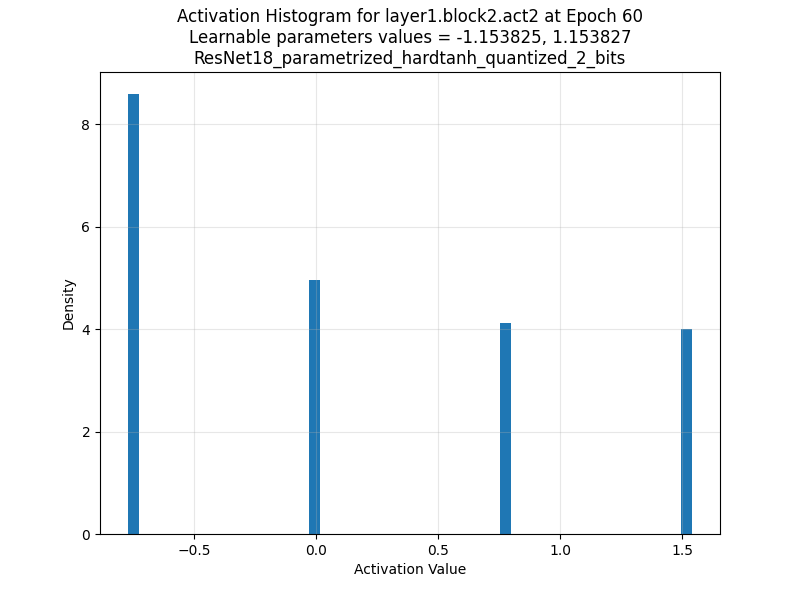 Activation Histogram for layer1.block2.act2 at Epoch 60
Learnable parameters values = -1.153825, 1.153827
ResNet18_parametrized_hardtanh_quantized_2_bits
Density
8
6
4
2
0
−0.5 0.0 0.5 1.0 1.5
Activation Value